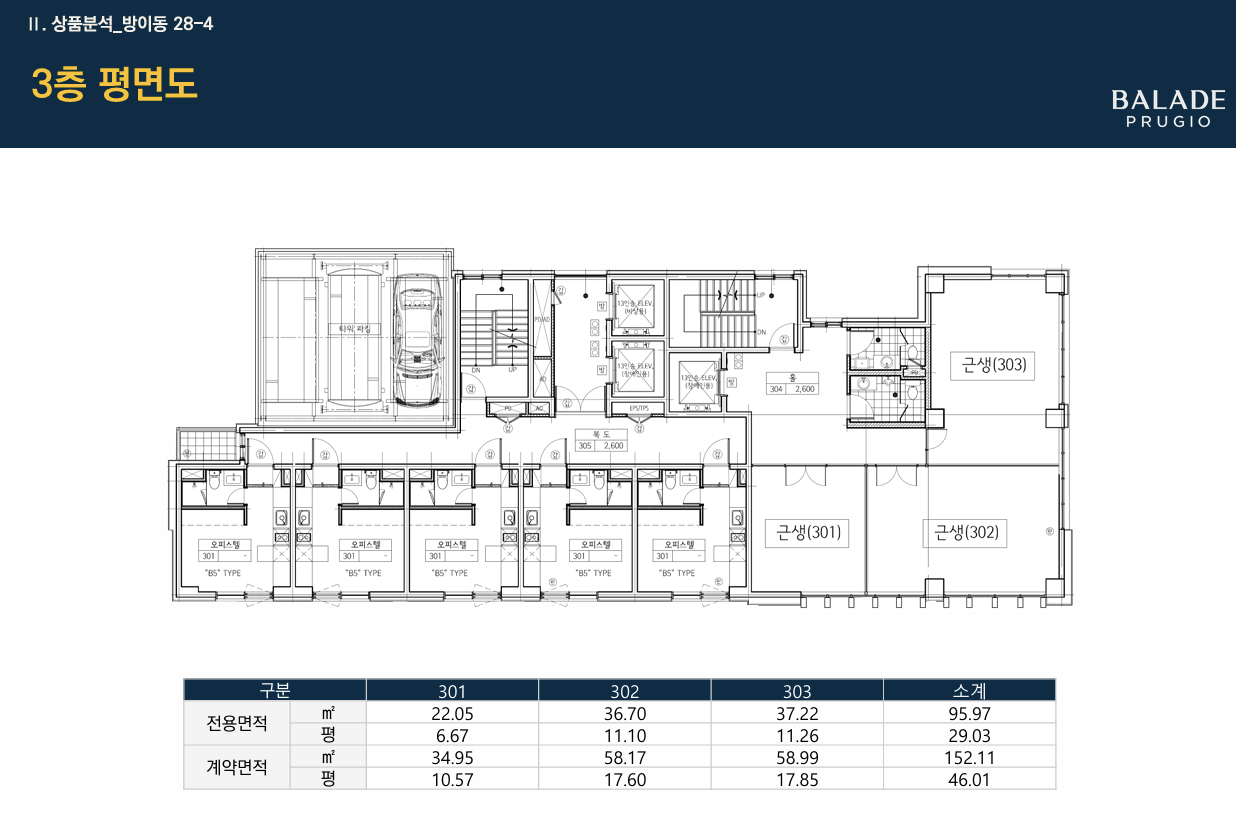 Ⅱ. 상품분석_방이동 28-4
3층 평면도
BALADE
PRUGIO
타워 파킹
DN
UP
PD/AD
AD
13인승 ELEV.
(비상용)
13인승 ELEV.
(장애인용)
13인승 ELEV.
(장애인용)
UP
DN
홀
304 2,600
PD
AD
EPS/TPS
PS
복 도
305 2,600
근생(303)
근생(301)
근생(302)
오피스텔
301 -
"B5" TYPE
오피스텔
301 -
"B5" TYPE
오피스텔
301 -
"B5" TYPE
오피스텔
301 -
"B5" TYPE
오피스텔
301 -
"B5" TYPE
구분 301 302 303 소계
전용면적 ㎡ 22.05 36.70 37.22 95.97
평 6.67 11.10 11.26 29.03
계약면적 ㎡ 34.95 58.17 58.99 152.11
평 10.57 17.60 17.85 46.01